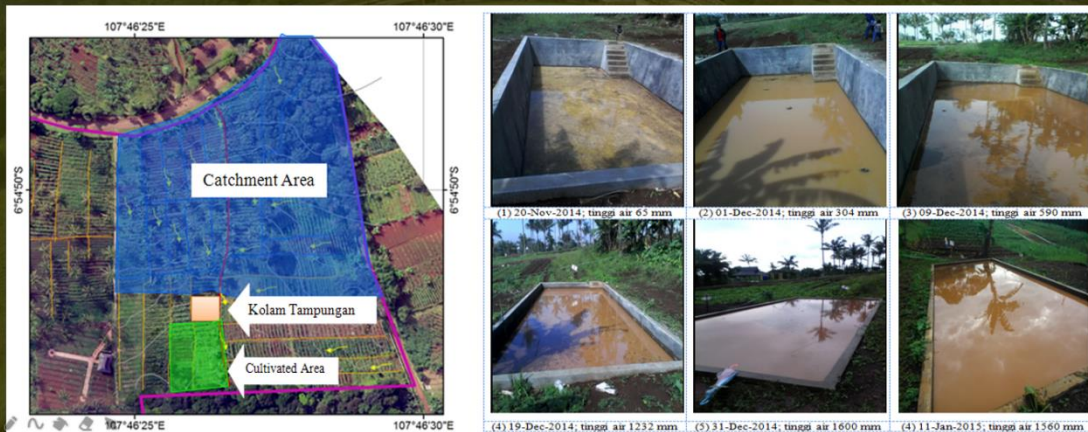 107°46'25"E
107°46'30"E
6°54'50"S
6°54'50"S
Catchment Area
Kolam Tampungan
Cultivated Area
107°46'25"E
107°46'30"E
(1) 20-Nov-2014; tinggi air 65 mm
(2) 01-Dec-2014; tinggi air 304 mm
(3) 09-Dec-2014; tinggi air 590 mm
(4) 19-Dec-2014; tinggi air 1232 mm
(5) 31-Dec-2014; tinggi air 1600 mm
(4) 11-Jan-2015; tinggi air 1560 mm